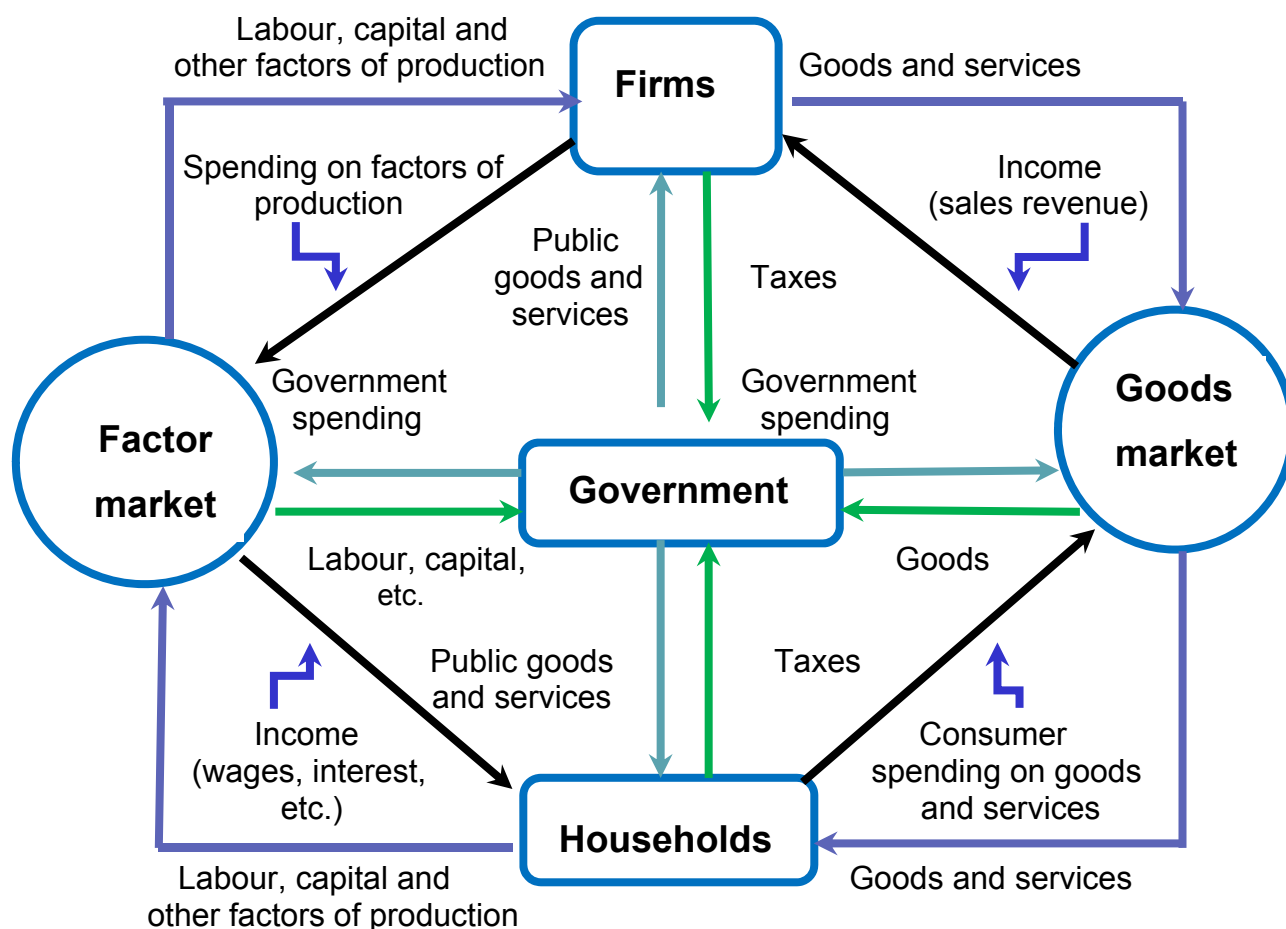 Labour, capital and
other factors of production
Firms
Goods and services
Spending on factors of
production
Income
(sales revenue)
Public
goods and
services
Taxes
Government
spending
Government
spending
Goods
market
Factor
market
Government
Labour, capital,
etc.
Goods
Public goods
and services
Taxes
Income
(wages, interest,
etc.)
Consumer
spending on goods
and services
Households
Labour, capital and
other factors of production
Goods and services